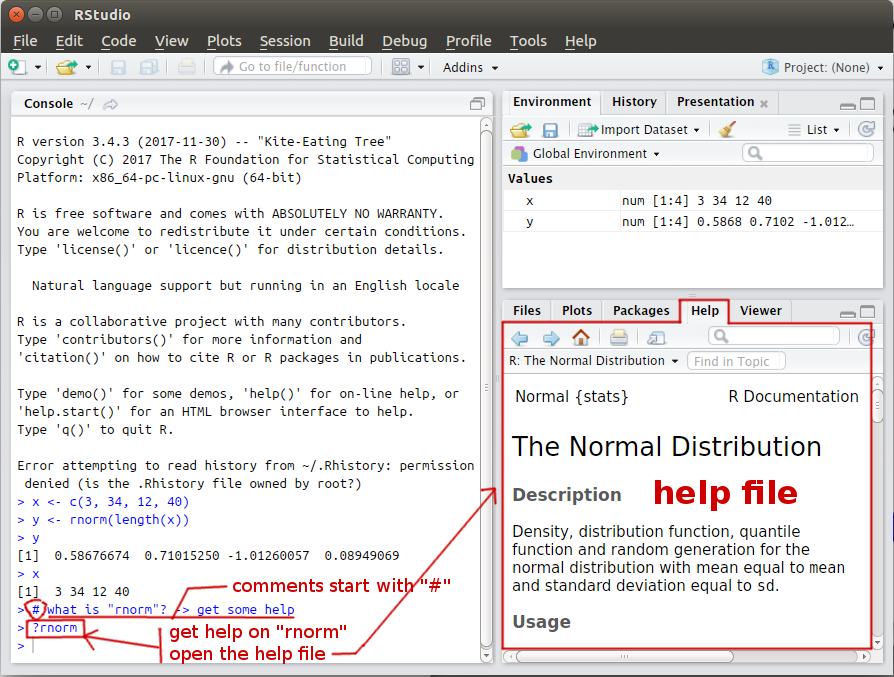 RStudio
File Edit Code View Plots Session Build Debug Profile Tools Help
Go to file/function Addins Project: (None)
Console ~/
R version 3.4.3 (2017-11-30) -- "Kite-Eating Tree"
Copyright (C) 2017 The R Foundation for Statistical Computing
Platform: x86_64-pc-linux-gnu (64-bit)
R is free software and comes with ABSOLUTELY NO WARRANTY.
You are welcome to redistribute it under certain conditions.
Type 'license()' or 'licence()' for distribution details.
Natural language support but running in an English locale
R is a collaborative project with many contributors.
Type 'contributors()' for more information and
'citation()' on how to cite R or R packages in publications.
Type 'demo()' for some demos, 'help()' for on-line help, or
'help.start()' for an HTML browser interface to help.
Type 'q()' to quit R.
Error attempting to read history from ~/.Rhistory: permission
denied (is the .Rhistory file owned by root?)
> x <- c(3, 34, 12, 40)
> y <- rnorm(length(x))
> y
[1] 0.58676674 0.71015250 -1.01260057 0.08949069
> x
[1] 3 34 12 40
> # what is "rnorm"? -> get some help
> ?rnorm
>
comments start with "#"
get help on "rnorm"
open the help file
Environment History Presentation
Import Dataset List
Global Environment
Values
x num [1:4] 3 34 12 40
y num [1:4] 0.5868 0.7102 -1.012…
Files Plots Packages Help Viewer
R: The Normal Distribution Find in Topic
Normal {stats} R Documentation
The Normal Distribution
Description
help file
Density, distribution function, quantile
function and random generation for the
normal distribution with mean equal to mean
and standard deviation equal to sd.
Usage